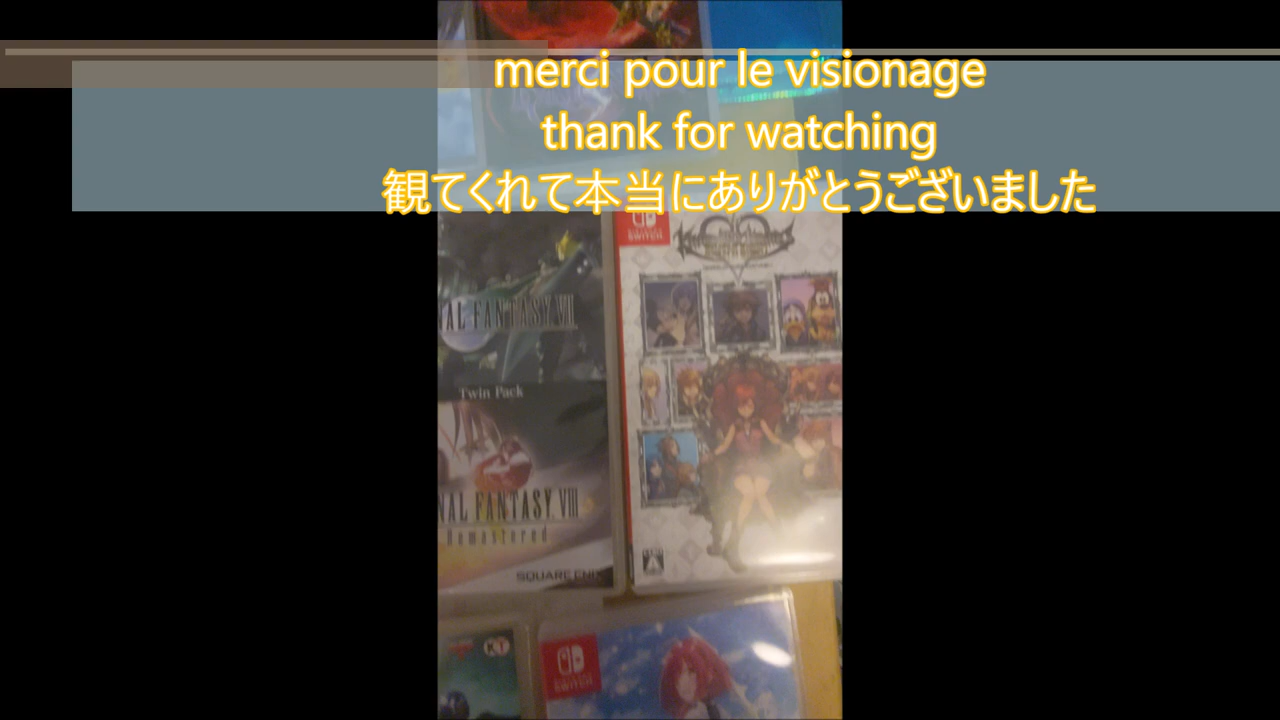 merci pour le visionage
thank for watching
観てくれて本当にありがとうございました
SWITCH
NAL FANTASY VII
Twin Pack
NAL FANTASY VIII
Remastered
SQUARE ENIX
KT
SWITCH